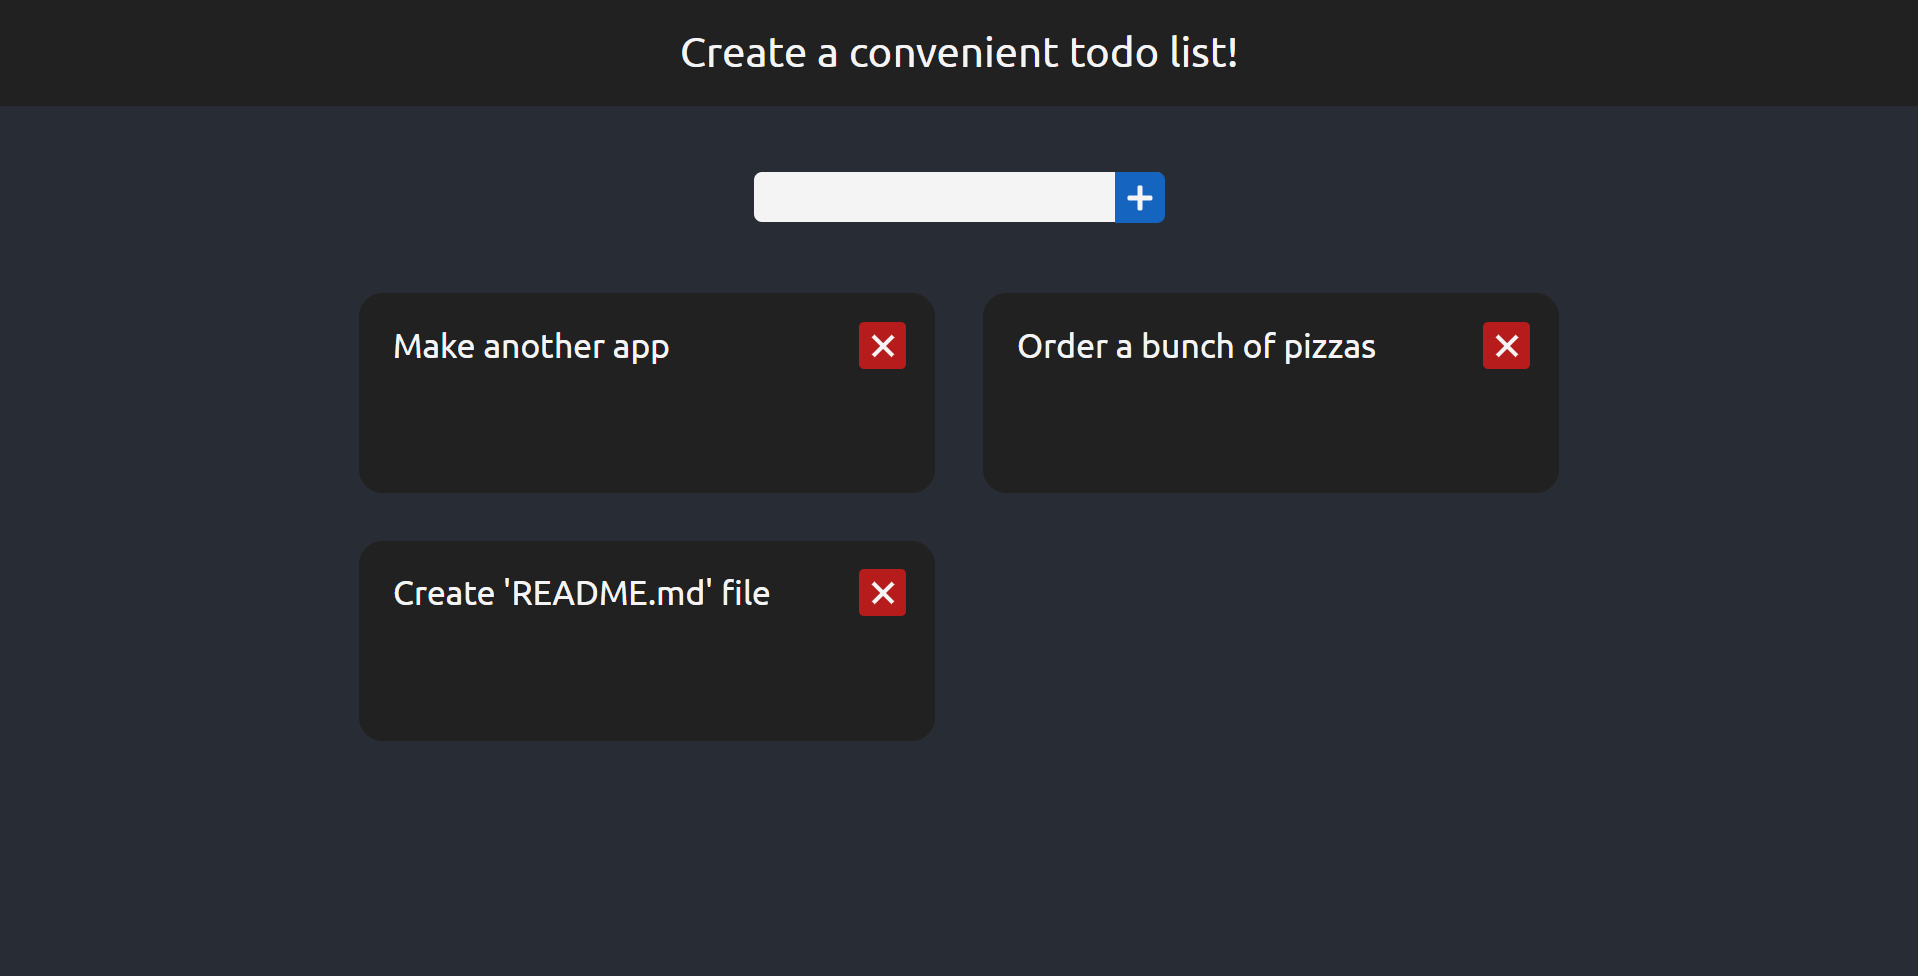 Create a convenient todo list!
Make another app
Order a bunch of pizzas
Create 'README.md' file